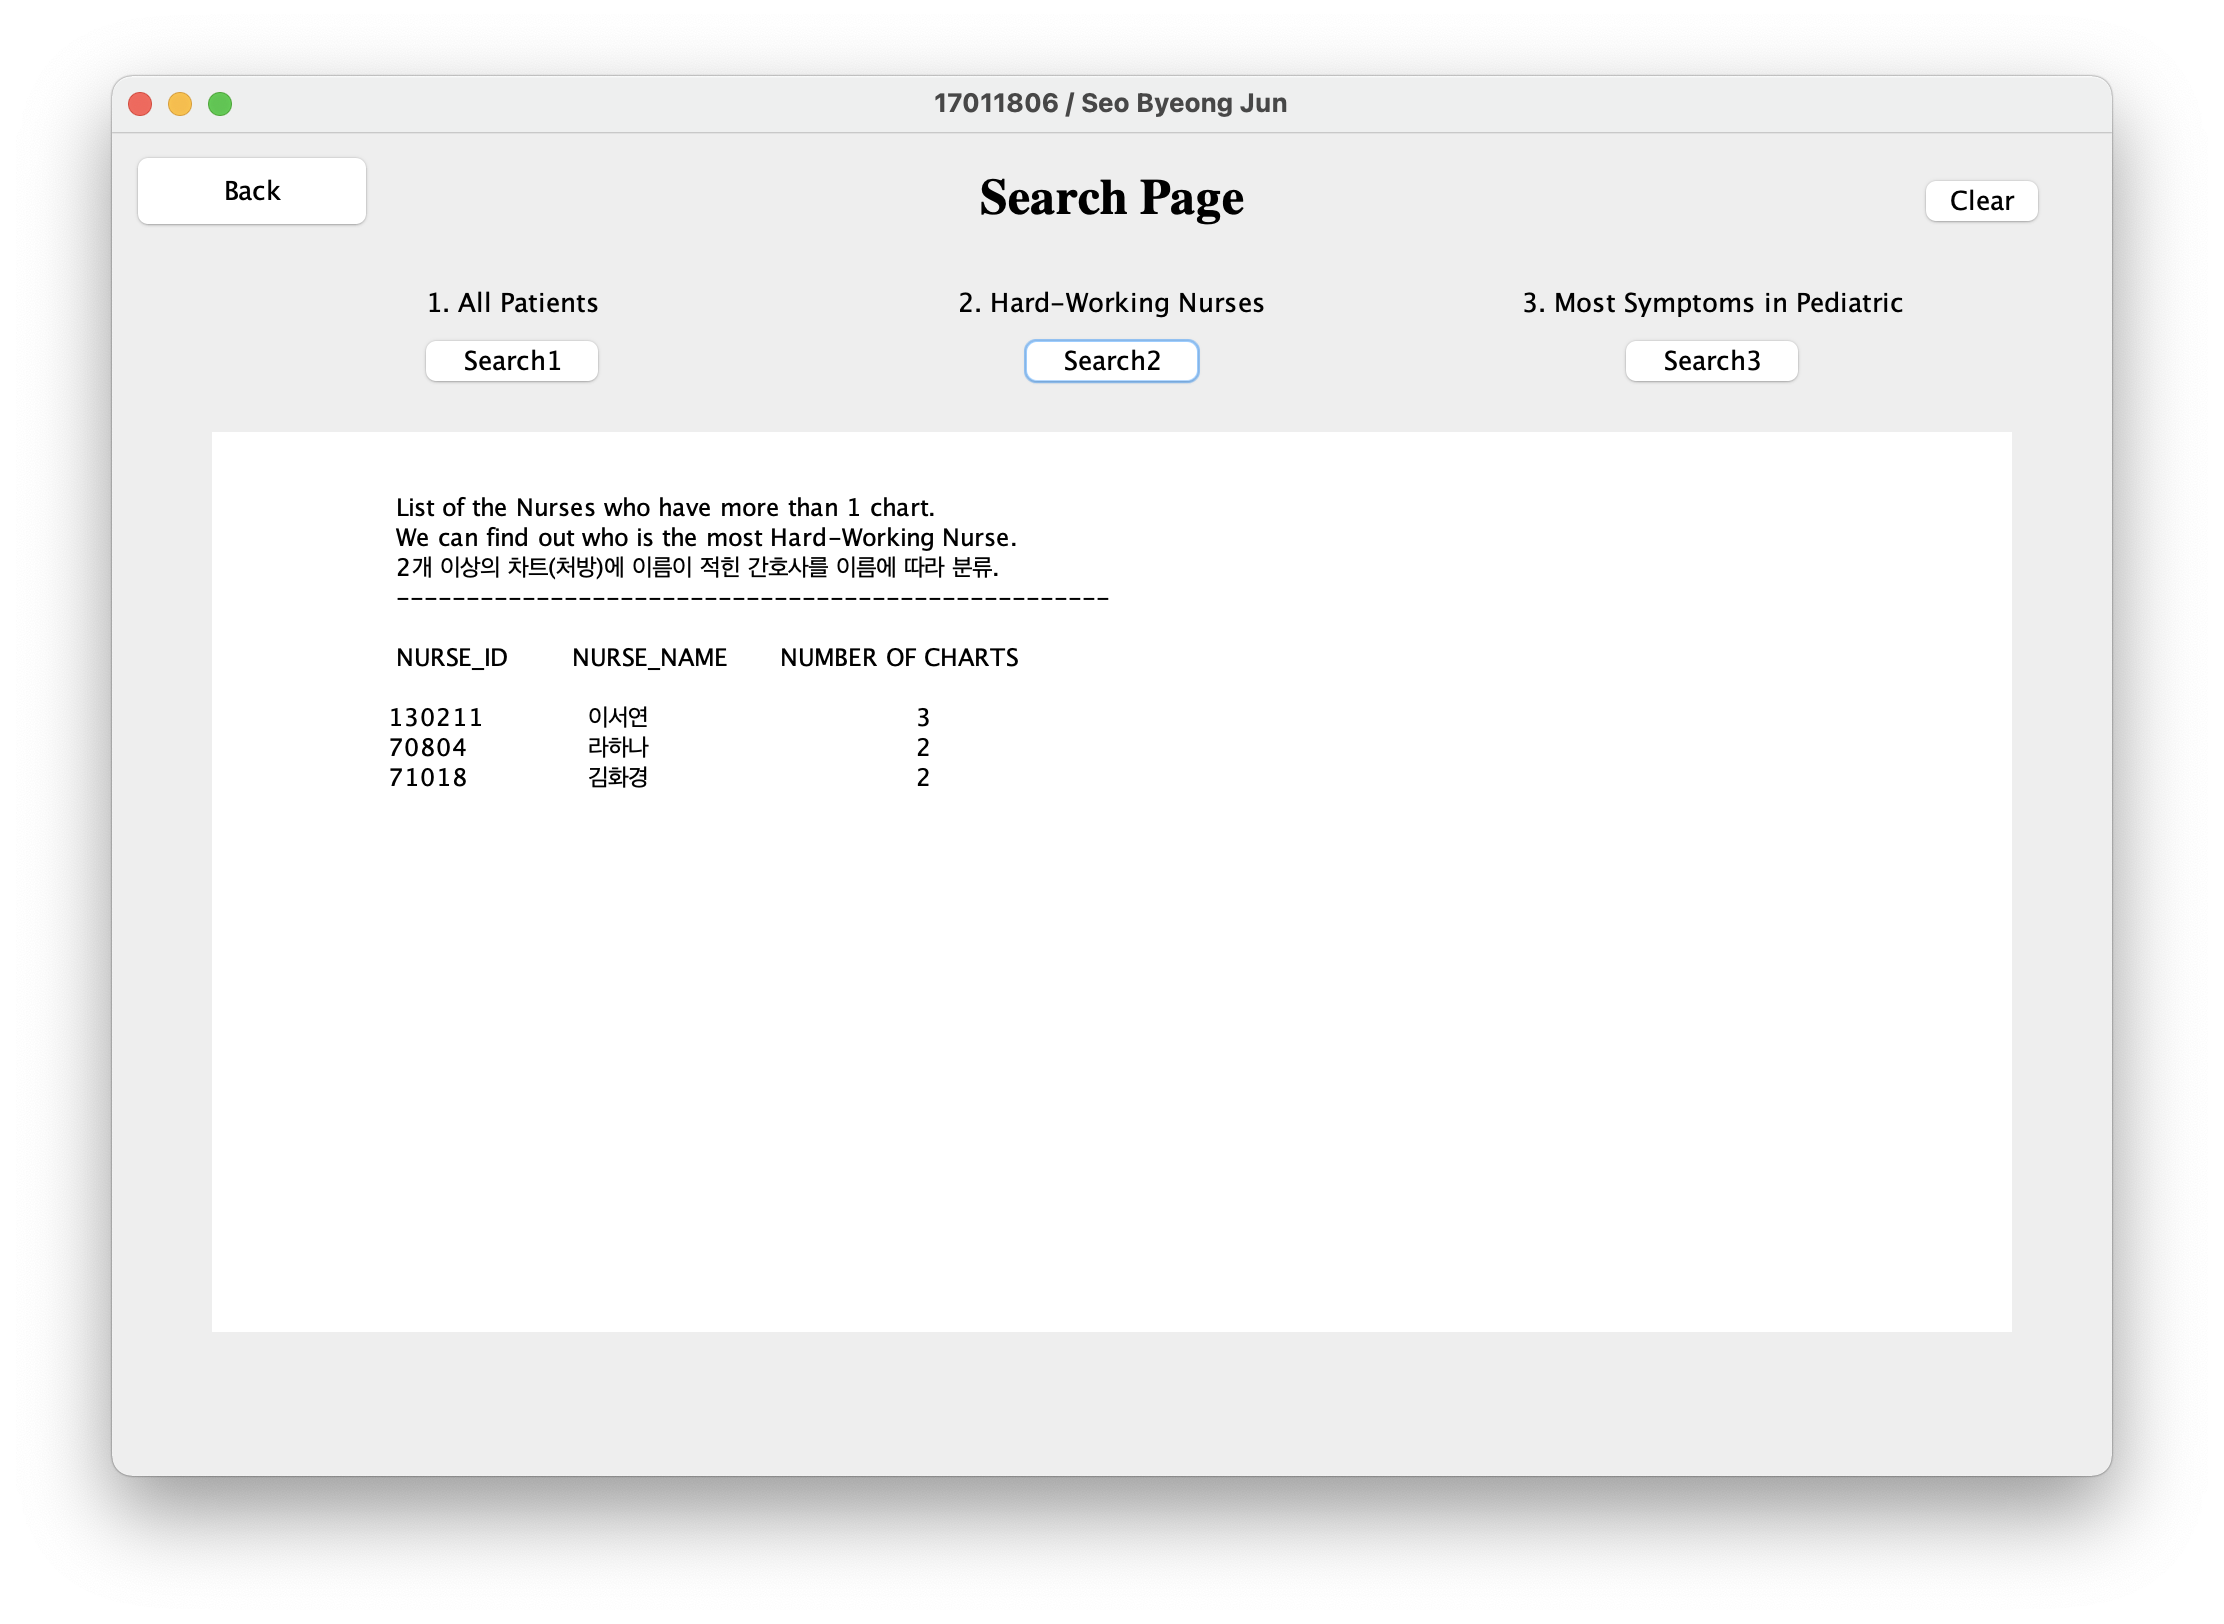 17011806 / Seo Byeong Jun
Back
Search Page
Clear
1. All Patients
2. Hard-Working Nurses
3. Most Symptoms in Pediatric
Search1
Search2
Search3
List of the Nurses who have more than 1 chart.
We can find out who is the most Hard-Working Nurse.
2개 이상의 차트(처방)에 이름이 적힌 간호사를 이름에 따라 분류.
---------------------------------------------------
NURSE_ID NURSE_NAME NUMBER OF CHARTS
130211 이서연 3
70804 라하나 2
71018 김화경 2